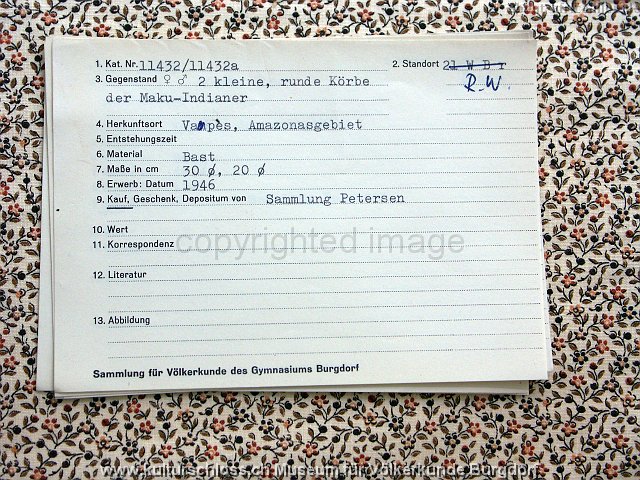 1. Kat. Nr. 11432/11432a 2. Standort 21 W B r
R.W.
3. Gegenstand ♀ ♂ 2 kleine, runde Körbe
der Maku-Indianer
4. Herkunftsort Vaupès, Amazonasgebiet
5. Entstehungszeit
6. Material Bast
7. Maße in cm 30 ø, 20 ø
8. Erwerb: Datum 1946
9. Kauf, Geschenk, Depositum von Sammlung Petersen
10. Wert
11. Korrespondenz
copyrighted image
12. Literatur
13. Abbildung
Sammlung für Völkerkunde des Gymnasiums Burgdorf
www.kulturschloss.ch Museum für Völkerkunde Burgdorf